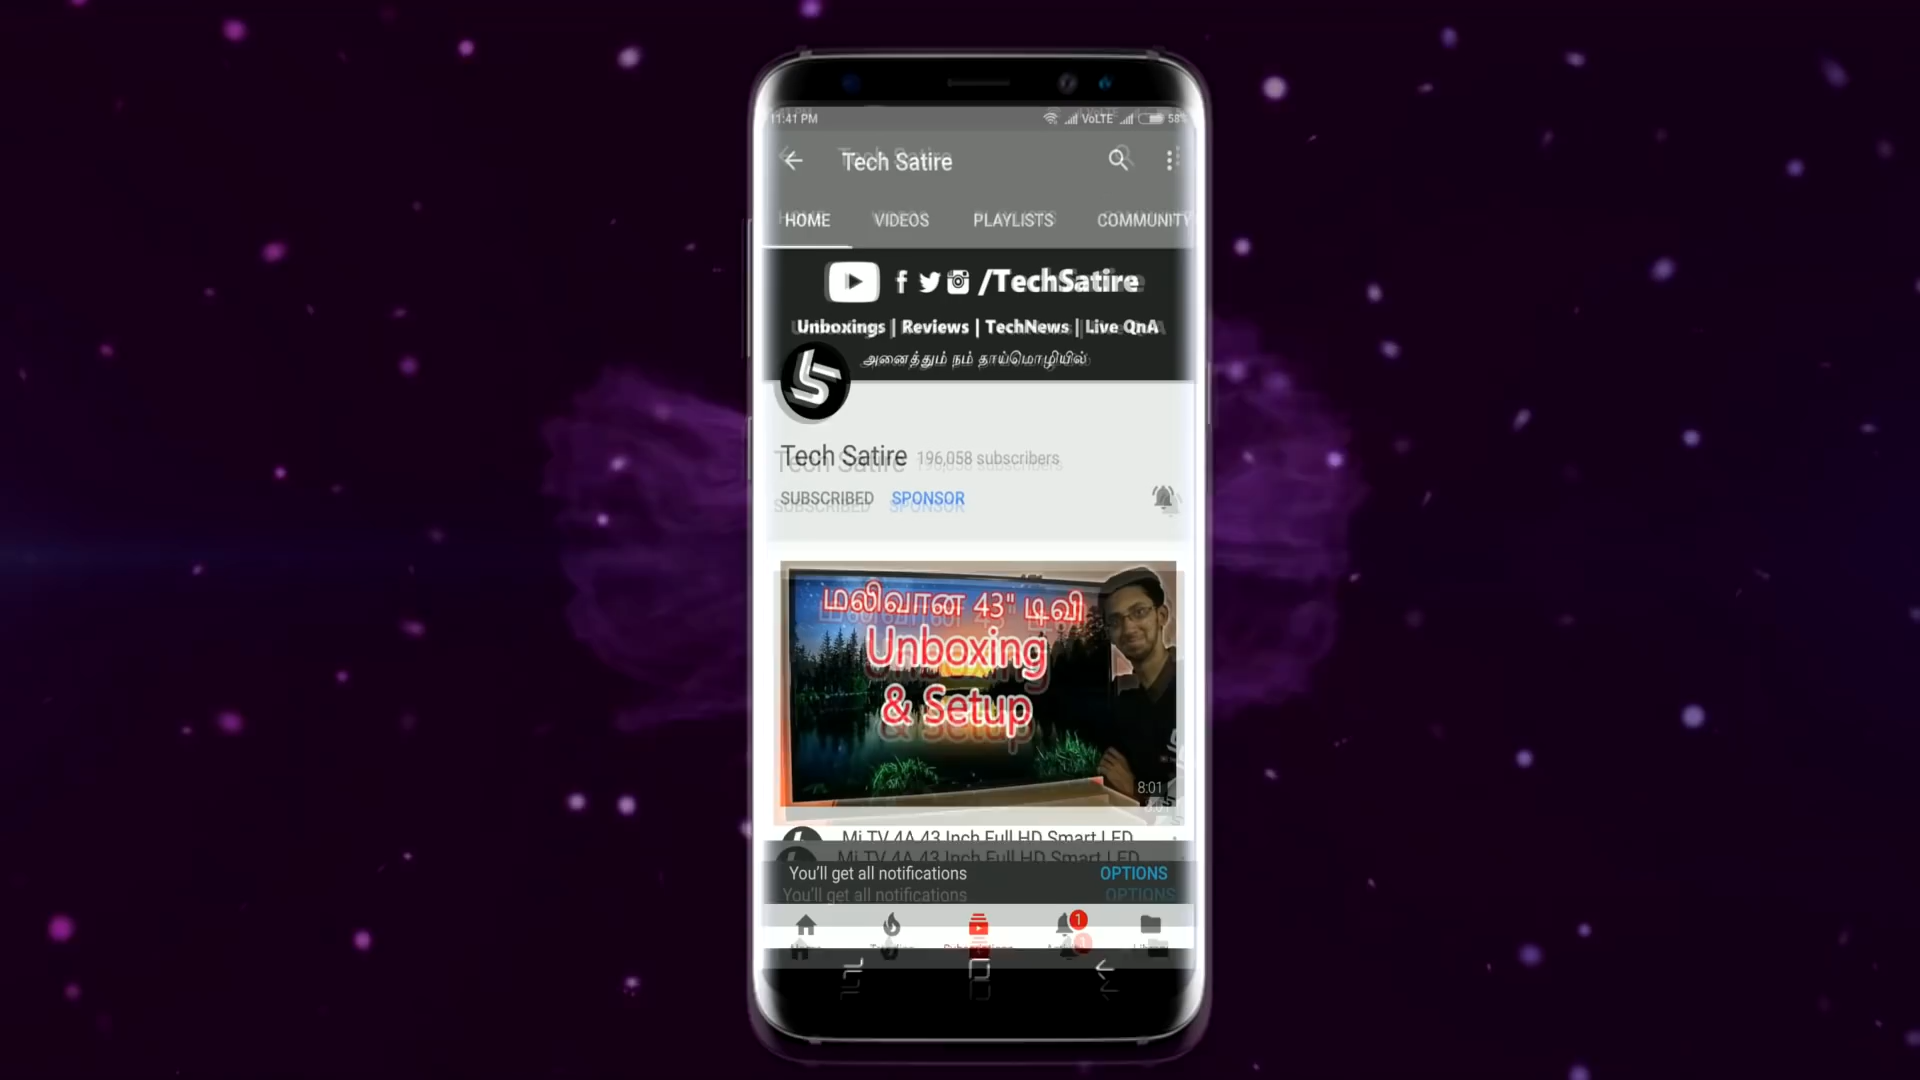 11:41 PM VoLTE 58%
Tech Satire
HOME VIDEOS PLAYLISTS COMMUNITY
/TechSatire
Unboxings | Reviews | TechNews | Live QnA
அனைத்தும் நம் தாய்மொழியில்
Tech Satire 196,058 subscribers
SUBSCRIBED SPONSOR
மலிவான 43" டிவி
Unboxing
& Setup
8:01
Mi TV 4A 43 Inch Full HD Smart LED
You'll get all notifications OPTIONS
1
Subscriptions